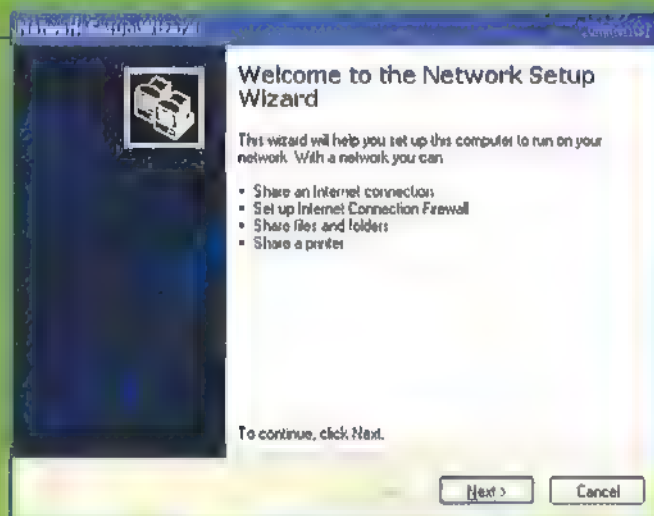 Welcome to the Network Setup
Wizard
This wizard will help you set up this computer to run on your
network. With a network you can
• Share an Internet connection
• Set up Internet Connection Firewall
• Share files and folders
• Share a printer
To continue, click Next.
Next >
Cancel